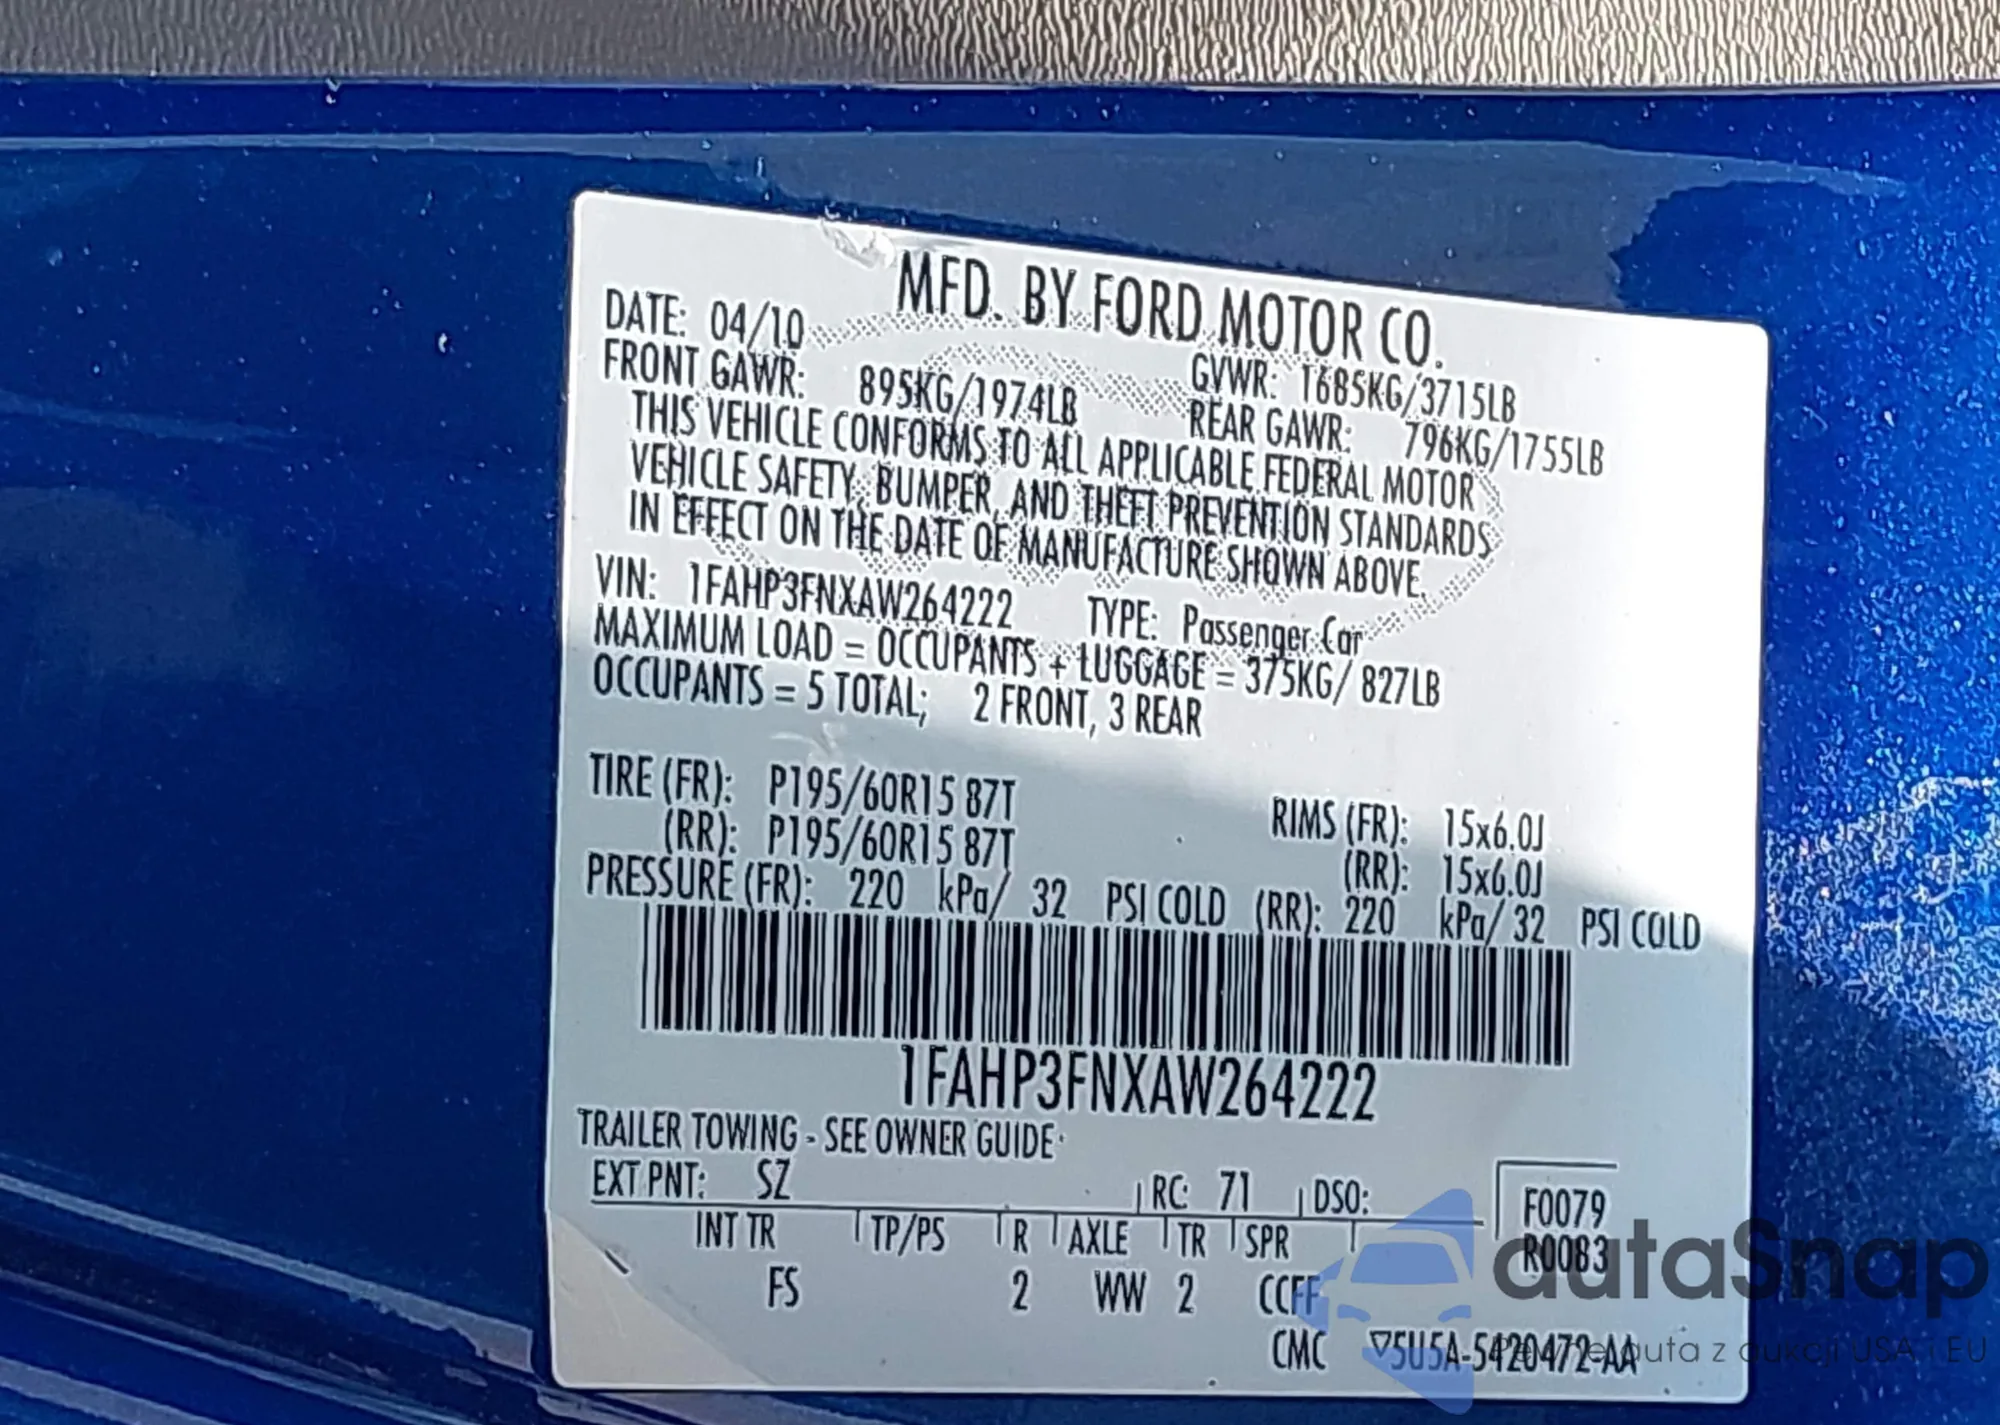 MFD. BY FORD MOTOR CO.
DATE: 04/10 GVWR: 1685KG/3715LB
FRONT GAWR: 895KG/1974LB REAR GAWR: 796KG/1755LB
THIS VEHICLE CONFORMS TO ALL APPLICABLE FEDERAL MOTOR
VEHICLE SAFETY, BUMPER, AND THEFT PREVENTION STANDARDS
IN EFFECT ON THE DATE OF MANUFACTURE SHOWN ABOVE.
VIN: 1FAHP3FNXAW264222 TYPE: Passenger Car
MAXIMUM LOAD = OCCUPANTS + LUGGAGE = 375KG/ 827LB
OCCUPANTS = 5 TOTAL; 2 FRONT, 3 REAR
TIRE (FR): P195/60R15 87T RIMS (FR): 15x6.0J
(RR): P195/60R15 87T (RR): 15x6.0J
PRESSURE (FR): 220 kPa/ 32 PSI COLD (RR): 220 kPa/ 32 PSI COLD
1FAHP3FNXAW264222
TRAILER TOWING - SEE OWNER GUIDE
EXT PNT: SZ RC: 71 DSO: F0079
INT TR TP/PS R AXLE TR SPR R0083
FS 2 WW 2 CCFF
CMC ▽5U5A-5420472-AA
autaSnap
Pewne auta z aukcji USA i EU